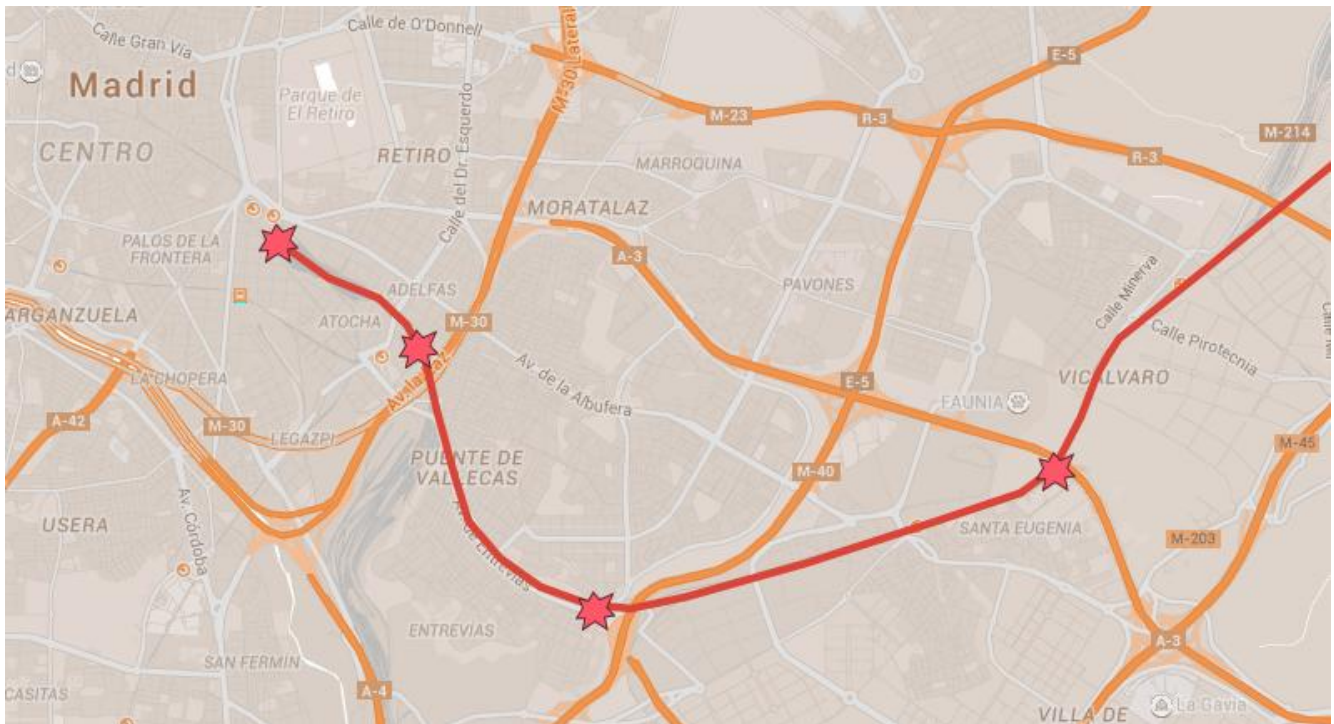 Calle Gran Vía
Calle de O'Donnell
M-30 Lateral
E-5
Madrid
Parque de
El Retiro
M-23
R-3
M-214
CENTRO
RETIRO
Calle del Dr. Esquerdo
MARROQUINA
R-3
MORATALAZ
PALOS DE LA
FRONTERA
A-3
PAVONES
Calle Minerva
ADELFAS
ARGANZUELA
ATOCHA
M-30
Calle Pirotecnia
LA CHOPERA
Av. de la Albufera
E-5
VICALVARO
FAUNIA
A-42
M-30
LEGAZPI
M-45
PUENTE DE
VALLECAS
M-40
USERA
Av. Córdoba
Av. de Entrevías
SANTA EUGENIA
M-203
ENTREVIAS
A-3
SAN FERMIN
A-4
CASITAS
La Gavia
VILLA DE